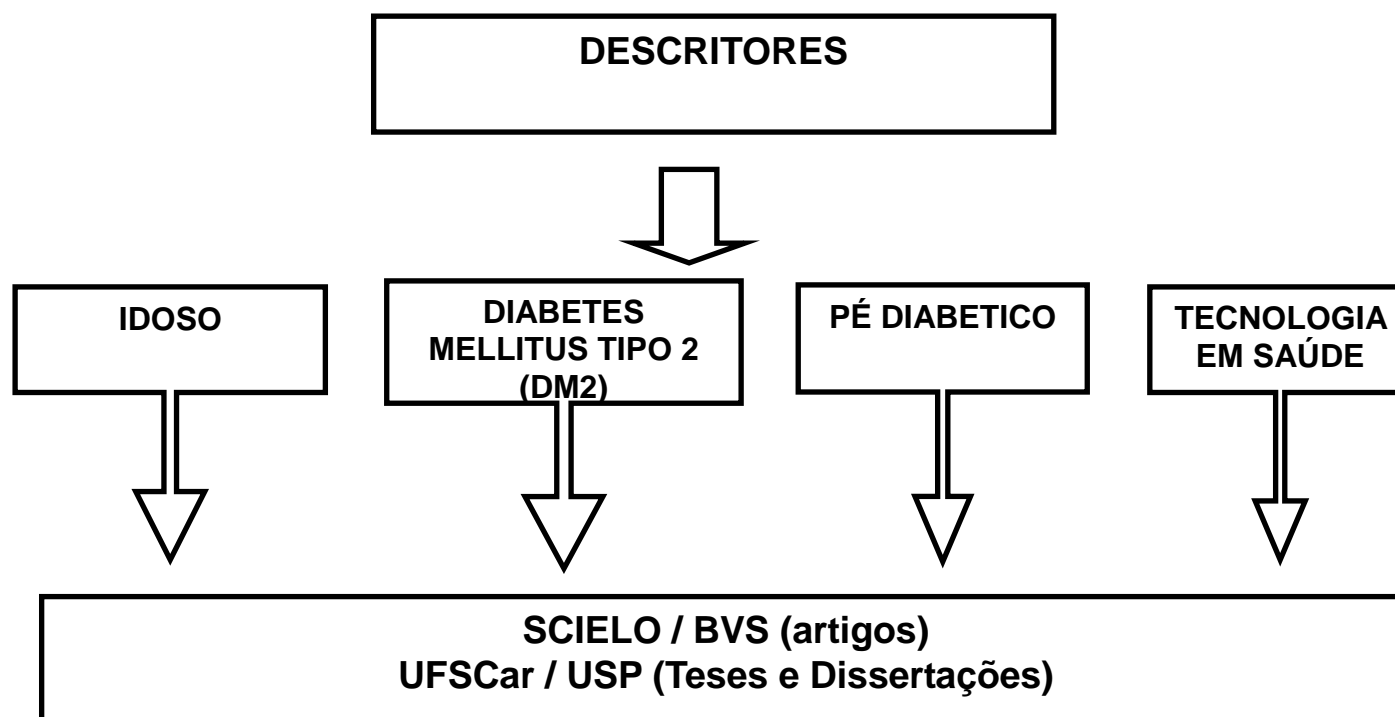 DESCRITORES
IDOSO
DIABETES
MELLITUS TIPO 2
(DM2)
PÉ DIABETICO
TECNOLOGIA
EM SAÚDE
SCIELO / BVS (artigos)
UFSCar / USP (Teses e Dissertações)